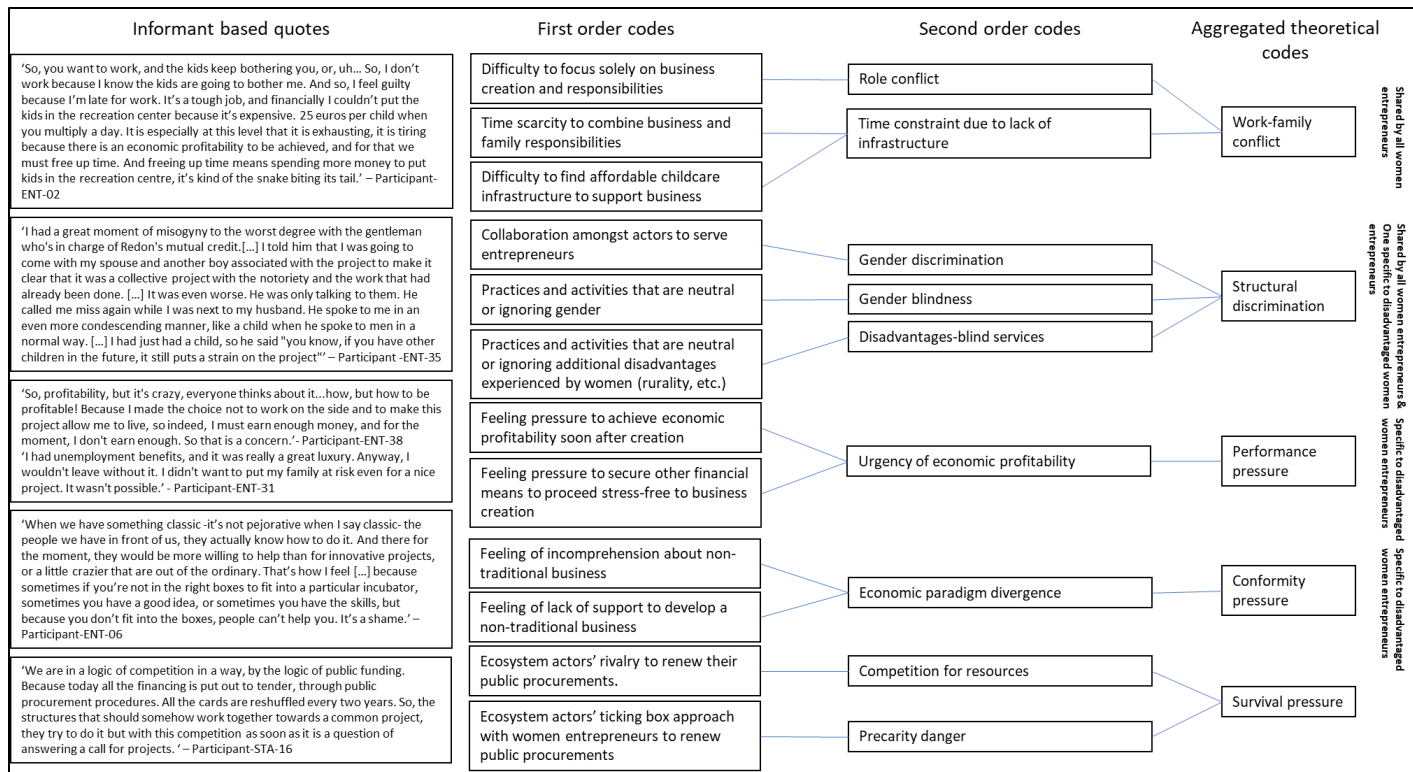 Informant based quotes
First order codes
Second order codes
Aggregated theoretical
codes
‘So, you want to work, and the kids keep bothering you, or, uh… So, I don’t
work because I know the kids are going to bother me. And so, I feel guilty
because I’m late for work. It’s a tough job, and financially I couldn’t put the
kids in the recreation center because it’s expensive. 25 euros per child when
you multiply a day. It is especially at this level that it is exhausting, it is tiring
because there is an economic profitability to be achieved, and for that we
must free up time. And freeing up time means spending more money to put
kids in the recreation centre, it’s kind of the snake biting its tail.’ – Participant-
ENT-02
‘I had a great moment of misogyny to the worst degree with the gentleman
who's in charge of Redon's mutual credit.[…] I told him that I was going to
come with my spouse and another boy associated with the project to make it
clear that it was a collective project with the notoriety and the work that had
already been done. […] It was even worse. He was only talking to them. He
called me miss again while I was next to my husband. He spoke to me in an
even more condescending manner, like a child when he spoke to men in a
normal way. […] I had just had a child, so he said "you know, if you have other
children in the future, it still puts a strain on the project"’ – Participant -ENT-35
‘So, profitability, but it's crazy, everyone thinks about it...how, but how to be
profitable! Because I made the choice not to work on the side and to make this
project allow me to live, so indeed, I must earn enough money, and for the
moment, I don't earn enough. So that is a concern.’- Participant-ENT-38
‘I had unemployment benefits, and it was really a great luxury. Anyway, I
wouldn't leave without it. I didn't want to put my family at risk even for a nice
project. It wasn't possible.’ - Participant-ENT-31
‘When we have something classic -it’s not pejorative when I say classic- the
people we have in front of us, they actually know how to do it. And there for
the moment, they would be more willing to help than for innovative projects,
or a little crazier that are out of the ordinary. That’s how I feel […] because
sometimes if you’re not in the right boxes to fit into a particular incubator,
sometimes you have a good idea, or sometimes you have the skills, but
because you don’t fit into the boxes, people can’t help you. It’s a shame.’ –
Participant-ENT-06
‘We are in a logic of competition in a way, by the logic of public funding.
Because today all the financing is put out to tender, through public
procurement procedures. All the cards are reshuffled every two years. So, the
structures that should somehow work together towards a common project,
they try to do it but with this competition as soon as it is a question of
answering a call for projects. ‘ – Participant-STA-16
Difficulty to focus solely on business
creation and responsibilities
Time scarcity to combine business and
family responsibilities
Difficulty to find affordable childcare
infrastructure to support business
Collaboration amongst actors to serve
entrepreneurs
Practices and activities that are neutral
or ignoring gender
Practices and activities that are neutral
or ignoring additional disadvantages
experienced by women (rurality, etc.)
Feeling pressure to achieve economic
profitability soon after creation
Feeling pressure to secure other financial
means to proceed stress-free to business
creation
Feeling of incomprehension about non-
traditional business
Feeling of lack of support to develop a
non-traditional business
Ecosystem actors’ rivalry to renew their
public procurements.
Ecosystem actors’ ticking box approach
with women entrepreneurs to renew
public procurements
Role conflict
Time constraint due to lack of
infrastructure
Gender discrimination
Gender blindness
Disadvantages-blind services
Urgency of economic profitability
Economic paradigm divergence
Competition for resources
Precarity danger
Work-family
conflict
Structural
discrimination
Performance
pressure
Conformity
pressure
Survival pressure
Shared by all women
entrepreneurs
Shared by all women entrepreneurs &
One specific to disadvantaged women
entrepreneurs
Specific to disadvantaged
women entrepreneurs
Specific to disadvantaged
women entrepreneurs